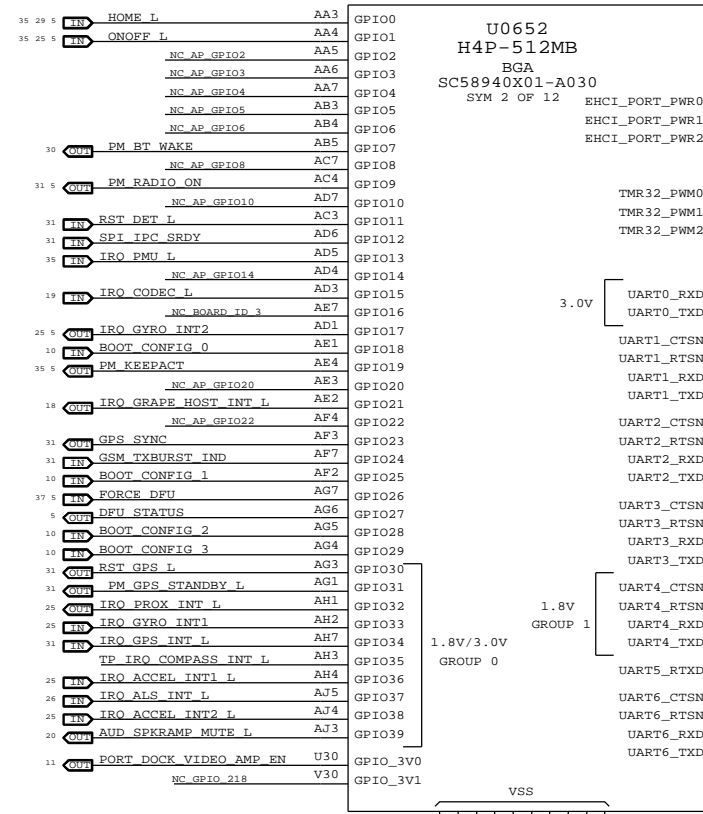 35 29 5 IN HOME_L AA3 GPIO0
35 25 5 IN ONOFF_L AA4 GPIO1
NC_AP_GPIO2 AA5 GPIO2
NC_AP_GPIO3 AA6 GPIO3
NC_AP_GPIO4 AA7 GPIO4
NC_AP_GPIO5 AB3 GPIO5
NC_AP_GPIO6 AB4 GPIO6
30 OUT PM_BT_WAKE AB5 GPIO7
NC_AP_GPIO8 AC7 GPIO8
31 5 OUT PM_RADIO_ON AC4 GPIO9
NC_AP_GPIO10 AD7 GPIO10
31 IN RST_DET_L AC3 GPIO11
31 IN SPI_IPC_SRDY AD6 GPIO12
35 IN IRQ_PMU_L AD5 GPIO13
NC_AP_GPIO14 AD4 GPIO14
19 IN IRQ_CODEC_L AD3 GPIO15
NC_BOARD_ID_3 AE7 GPIO16
25 5 OUT IRQ_GYRO_INT2 AD1 GPIO17
10 IN BOOT_CONFIG_0 AE1 GPIO18
35 5 OUT PM_KEEPACT AE4 GPIO19
NC_AP_GPIO20 AE3 GPIO20
18 OUT IRQ_GRAPE_HOST_INT_L AE2 GPIO21
NC_AP_GPIO22 AF4 GPIO22
31 OUT GPS_SYNC AF3 GPIO23
31 IN GSM_TXBURST_IND AF7 GPIO24
10 IN BOOT_CONFIG_1 AF2 GPIO25
37 5 IN FORCE_DFU AG7 GPIO26
5 OUT DFU_STATUS AG6 GPIO27
10 IN BOOT_CONFIG_2 AG5 GPIO28
10 IN BOOT_CONFIG_3 AG4 GPIO29
31 OUT RST_GPS_L AG3 GPIO30
31 OUT PM_GPS_STANDBY_L AG1 GPIO31
25 OUT IRQ_PROX_INT_L AH1 GPIO32
25 IN IRQ_GYRO_INT1 AH2 GPIO33
31 IN IRQ_GPS_INT_L AH7 GPIO34
TP_IRQ_COMPASS_INT_L AH3 GPIO35
25 IN IRQ_ACCEL_INT1_L AH4 GPIO36
26 IN IRQ_ALS_INT_L AJ5 GPIO37
25 IN IRQ_ACCEL_INT2_L AJ4 GPIO38
20 OUT AUD_SPKRAMP_MUTE_L AJ3 GPIO39
11 OUT PORT_DOCK_VIDEO_AMP_EN U30 GPIO_3V0
NC_GPIO_218 V30 GPIO_3V1
1.8V/3.0V
GROUP 0
U0652
H4P-512MB
BGA
SC58940X01-A030
SYM 2 OF 12
EHCI_PORT_PWR0
EHCI_PORT_PWR1
EHCI_PORT_PWR2
TMR32_PWM0
TMR32_PWM1
TMR32_PWM2
3.0V
UART0_RXD
UART0_TXD
UART1_CTSN
UART1_RTSN
UART1_RXD
UART1_TXD
UART2_CTSN
UART2_RTSN
UART2_RXD
UART2_TXD
UART3_CTSN
UART3_RTSN
UART3_RXD
UART3_TXD
1.8V
GROUP 1
UART4_CTSN
UART4_RTSN
UART4_RXD
UART4_TXD
UART5_RTXD
UART6_CTSN
UART6_RTSN
UART6_RXD
UART6_TXD
VSS